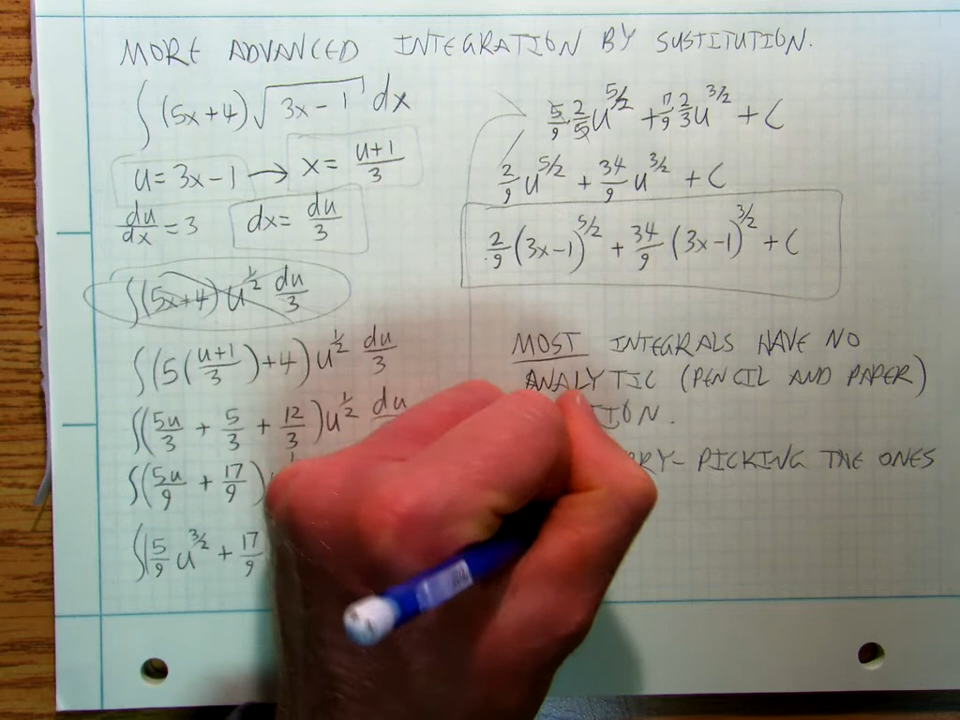 MORE ADVANCED INTEGRATION BY SUSTITUTION.
∫ (5x+4) √(3x-1) dx
u = 3x-1 → x = (u+1)/3
du/dx = 3 dx = du/3
∫ (5x+4) u^(1/2) du/3
∫ (5((u+1)/3)+4) u^(1/2) du/3
∫ (5u/3 + 5/3 + 12/3) u^(1/2) du
∫ (5u/9 + 17/9)
∫ (5/9 u^(3/2) + 17/9
5/9 · 2/5 u^(5/2) + 17/9 · 2/3 u^(3/2) + C
2/9 u^(5/2) + 34/9 u^(3/2) + C
2/9 (3x-1)^(5/2) + 34/9 (3x-1)^(3/2) + C
MOST INTEGRALS HAVE NO
ANALYTIC (PENCIL AND PAPER)
TION.
RRY-PICKING THE ONES